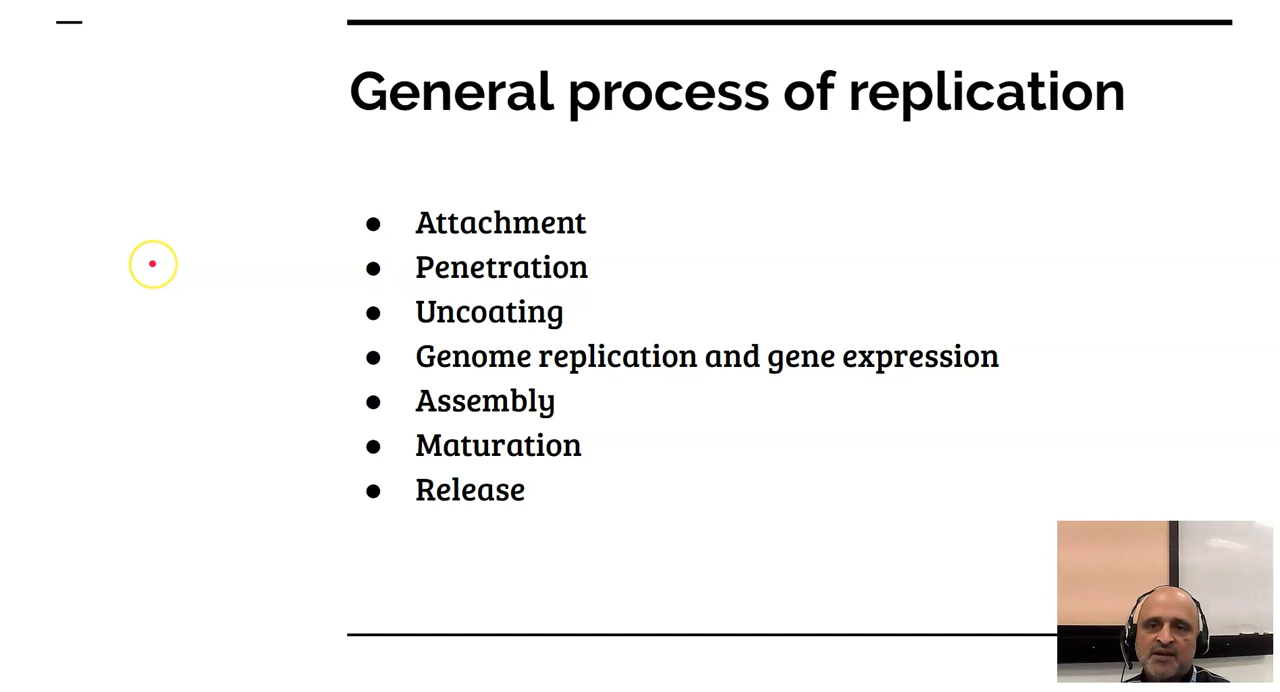 General process of replication
● Attachment
● Penetration
● Uncoating
● Genome replication and gene expression
● Assembly
● Maturation
● Release